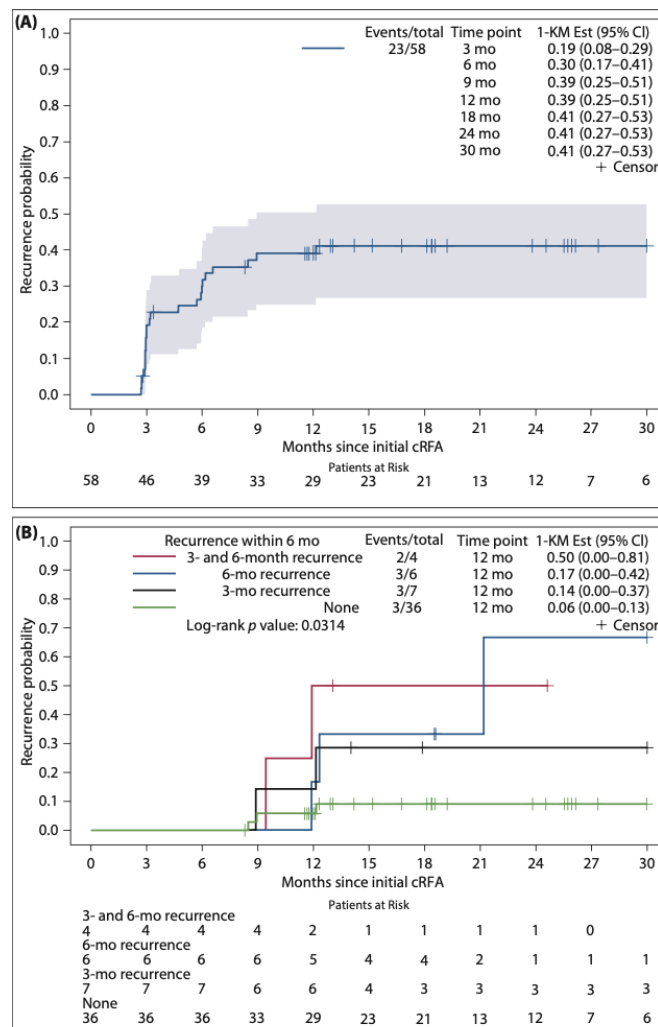 (A)
Events/total Time point 1-KM Est (95% CI)
23/58 3 mo 0.19 (0.08–0.29)
6 mo 0.30 (0.17–0.41)
9 mo 0.39 (0.25–0.51)
12 mo 0.39 (0.25–0.51)
18 mo 0.41 (0.27–0.53)
24 mo 0.41 (0.27–0.53)
30 mo 0.41 (0.27–0.53)
+ Censor
Recurrence probability
1.0
0.9
0.8
0.7
0.6
0.5
0.4
0.3
0.2
0.1
0.0
0 3 6 9 12 15 18 21 24 27 30
Months since initial cRFA
Patients at Risk
58 46 39 33 29 23 21 13 12 7 6
(B)
Recurrence within 6 mo Events/total Time point 1-KM Est (95% CI)
3- and 6-month recurrence 2/4 12 mo 0.50 (0.00–0.81)
6-mo recurrence 3/6 12 mo 0.17 (0.00–0.42)
3-mo recurrence 3/7 12 mo 0.14 (0.00–0.37)
None 3/36 12 mo 0.06 (0.00–0.13)
Log-rank p value: 0.0314 + Censor
Recurrence probability
1.0
0.9
0.8
0.7
0.6
0.5
0.4
0.3
0.2
0.1
0.0
0 3 6 9 12 15 18 21 24 27 30
Months since initial cRFA
Patients at Risk
3- and 6-mo recurrence
4 4 4 4 2 1 1 1 1 0
6-mo recurrence
6 6 6 6 5 4 4 2 1 1 1
3-mo recurrence
7 7 7 6 6 4 3 3 3 3 3
None
36 36 36 33 29 23 21 13 12 7 6